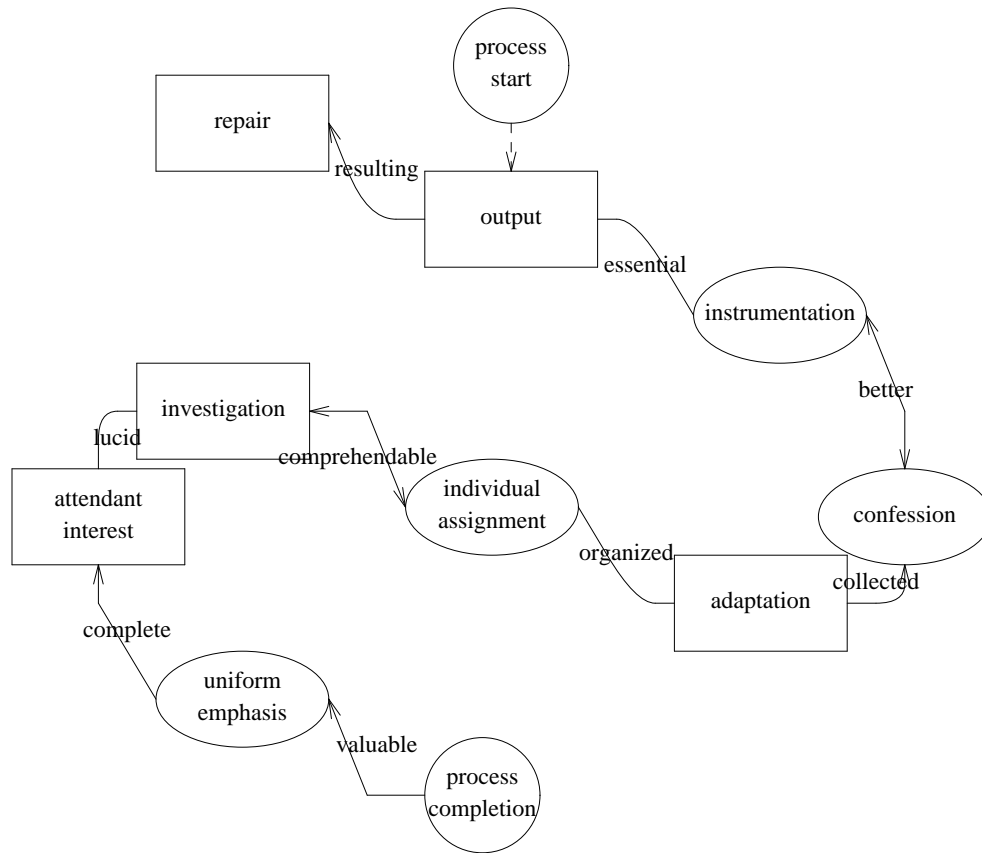 process
start
repair
resulting
output
essential
instrumentation
better
investigation
lucid
comprehendable
attendant
interest
individual
assignment
confession
organized
collected
adaptation
complete
uniform
emphasis
valuable
process
completion